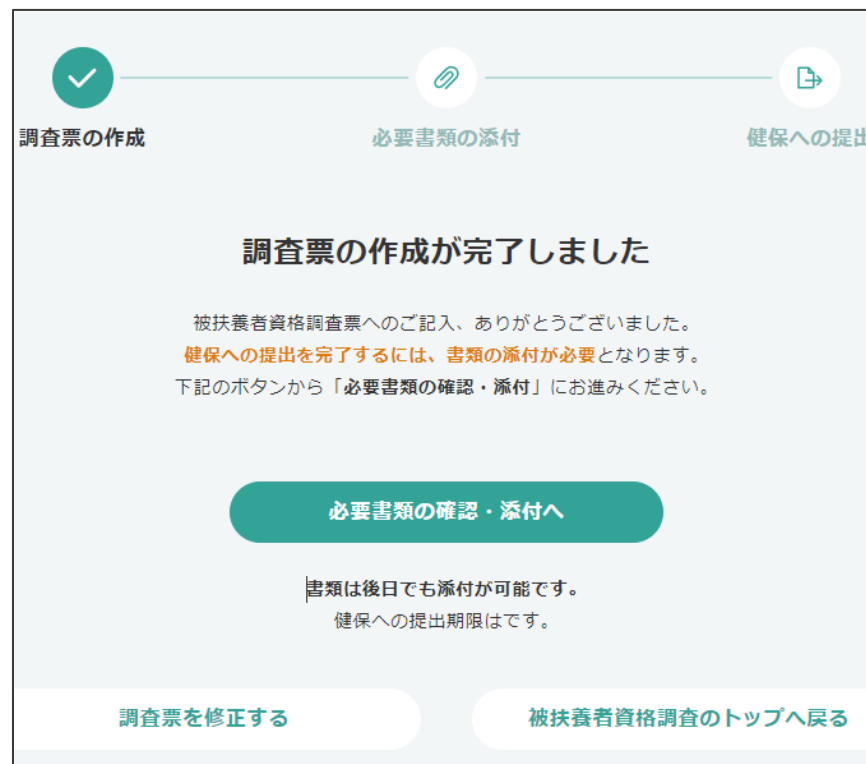 調査票の作成
必要書類の添付
健保への提出
調査票の作成が完了しました
被扶養者資格調査票へのご記入、ありがとうございました。
健保への提出を完了するには、書類の添付が必要となります。
下記のボタンから「必要書類の確認・添付」にお進みください。
必要書類の確認・添付へ
書類は後日でも添付が可能です。
健保への提出期限はです。
調査票を修正する
被扶養者資格調査のトップへ戻る